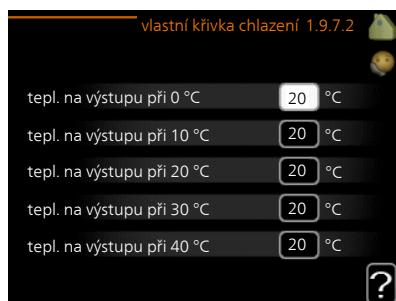 vlastní křivka chlazení 1.9.7.2
tepl. na výstupu při 0 °C 20 °C
tepl. na výstupu při 10 °C 20 °C
tepl. na výstupu při 20 °C 20 °C
tepl. na výstupu při 30 °C 20 °C
tepl. na výstupu při 40 °C 20 °C
?